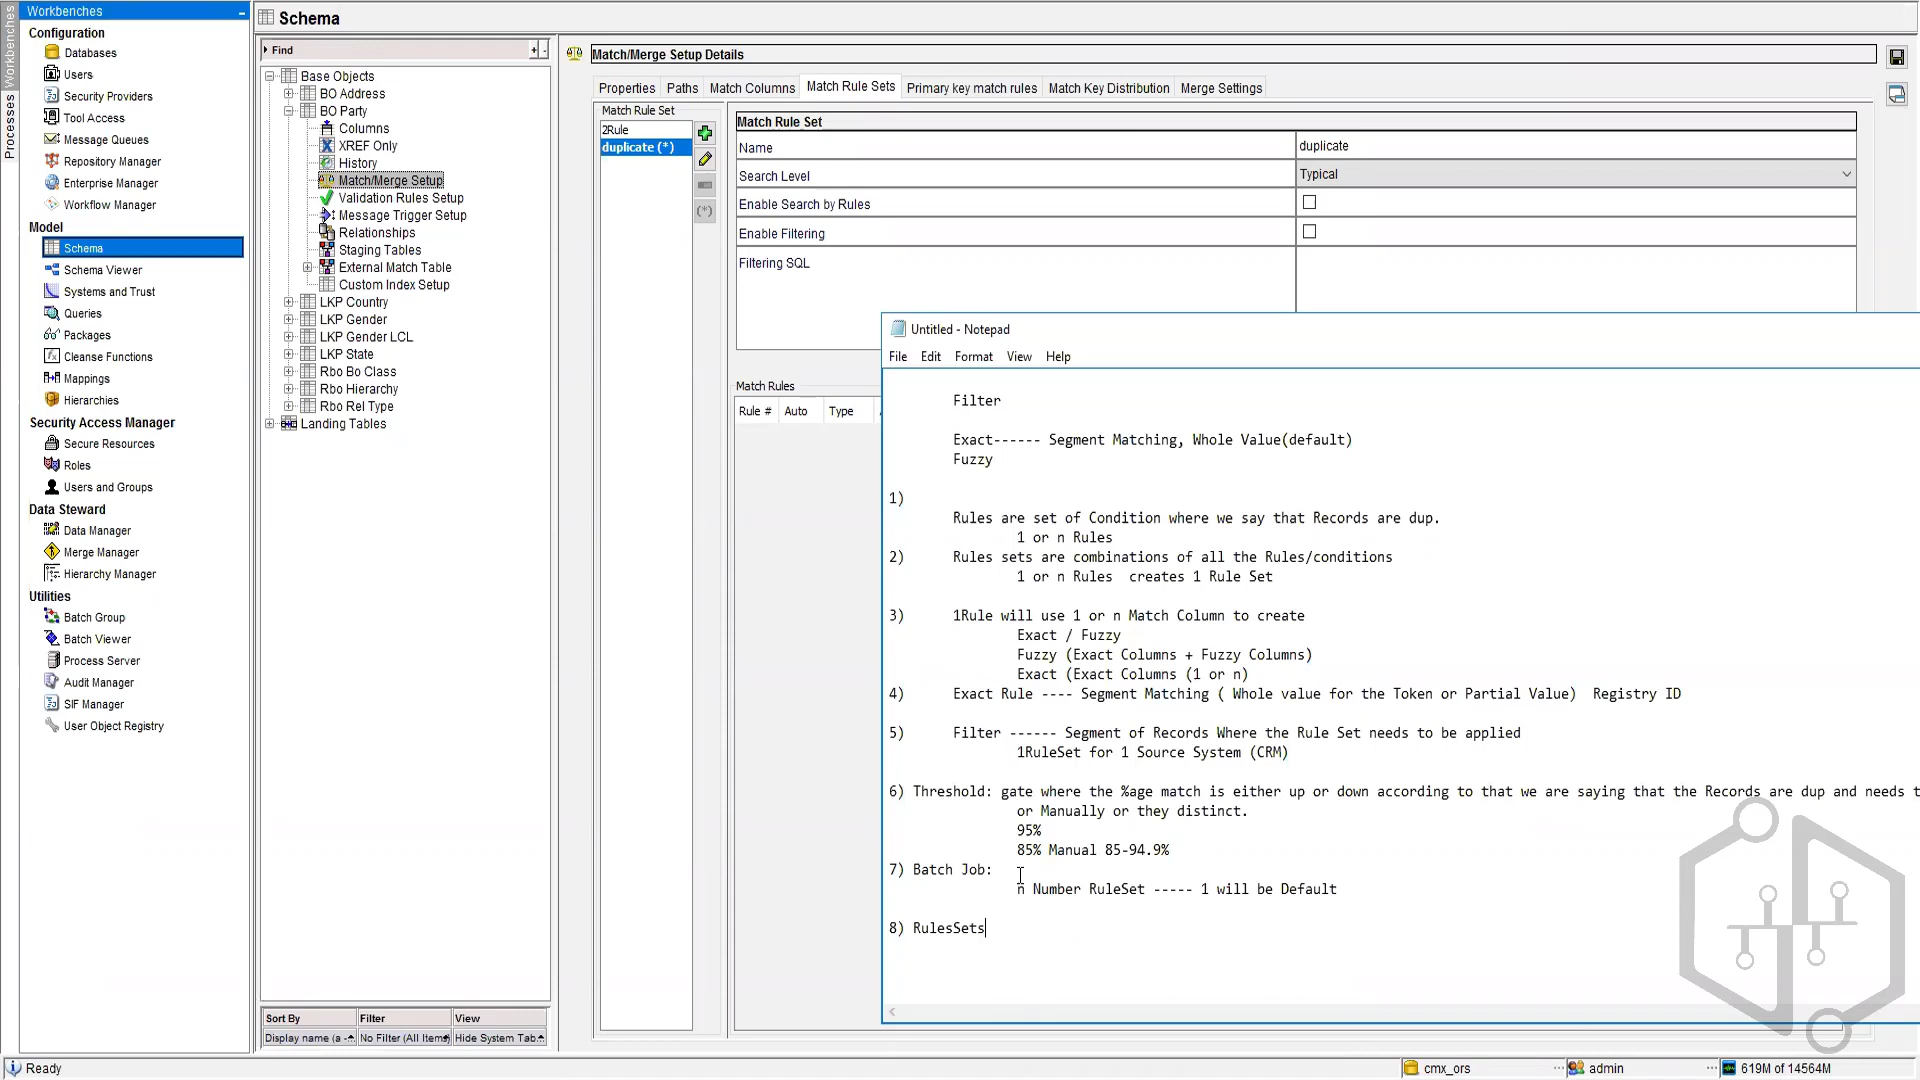 Workbenches
Processes
Workbenches
Configuration
Databases
Users
Security Providers
Tool Access
Message Queues
Repository Manager
Enterprise Manager
Workflow Manager
Model
Schema
Schema Viewer
Systems and Trust
Queries
Packages
Cleanse Functions
Mappings
Hierarchies
Security Access Manager
Secure Resources
Roles
Users and Groups
Data Steward
Data Manager
Merge Manager
Hierarchy Manager
Utilities
Batch Group
Batch Viewer
Process Server
Audit Manager
SIF Manager
User Object Registry
Schema
Find
Base Objects
BO Address
BO Party
Columns
XREF Only
History
Match/Merge Setup
Validation Rules Setup
Message Trigger Setup
Relationships
Staging Tables
External Match Table
Custom Index Setup
LKP Country
LKP Gender
LKP Gender LCL
LKP State
Rbo Bo Class
Rbo Hierarchy
Rbo Rel Type
Landing Tables
Sort By Filter View
Display name (a - No Filter (All Items) Hide System Tab..
Match/Merge Setup Details
Properties Paths Match Columns Match Rule Sets Primary key match rules Match Key Distribution Merge Settings
Match Rule Set
2Rule
duplicate (*)
(*)
Match Rule Set
Name duplicate
Search Level Typical
Enable Search by Rules
Enable Filtering
Filtering SQL
Match Rules
Rule # Auto Type
Untitled - Notepad
File Edit Format View Help
Filter
Exact------ Segment Matching, Whole Value(default)
Fuzzy
1)
Rules are set of Condition where we say that Records are dup.
1 or n Rules
2) Rules sets are combinations of all the Rules/conditions
1 or n Rules creates 1 Rule Set
3) 1Rule will use 1 or n Match Column to create
Exact / Fuzzy
Fuzzy (Exact Columns + Fuzzy Columns)
Exact (Exact Columns (1 or n)
4) Exact Rule ---- Segment Matching ( Whole value for the Token or Partial Value) Registry ID
5) Filter ------ Segment of Records Where the Rule Set needs to be applied
1RuleSet for 1 Source System (CRM)
6) Threshold: gate where the %age match is either up or down according to that we are saying that the Records are dup and needs t
or Manually or they distinct.
95%
85% Manual 85-94.9%
7) Batch Job:
n Number RuleSet ----- 1 will be Default
8) RulesSets
Ready
cmx_ors admin 619M of 14564M